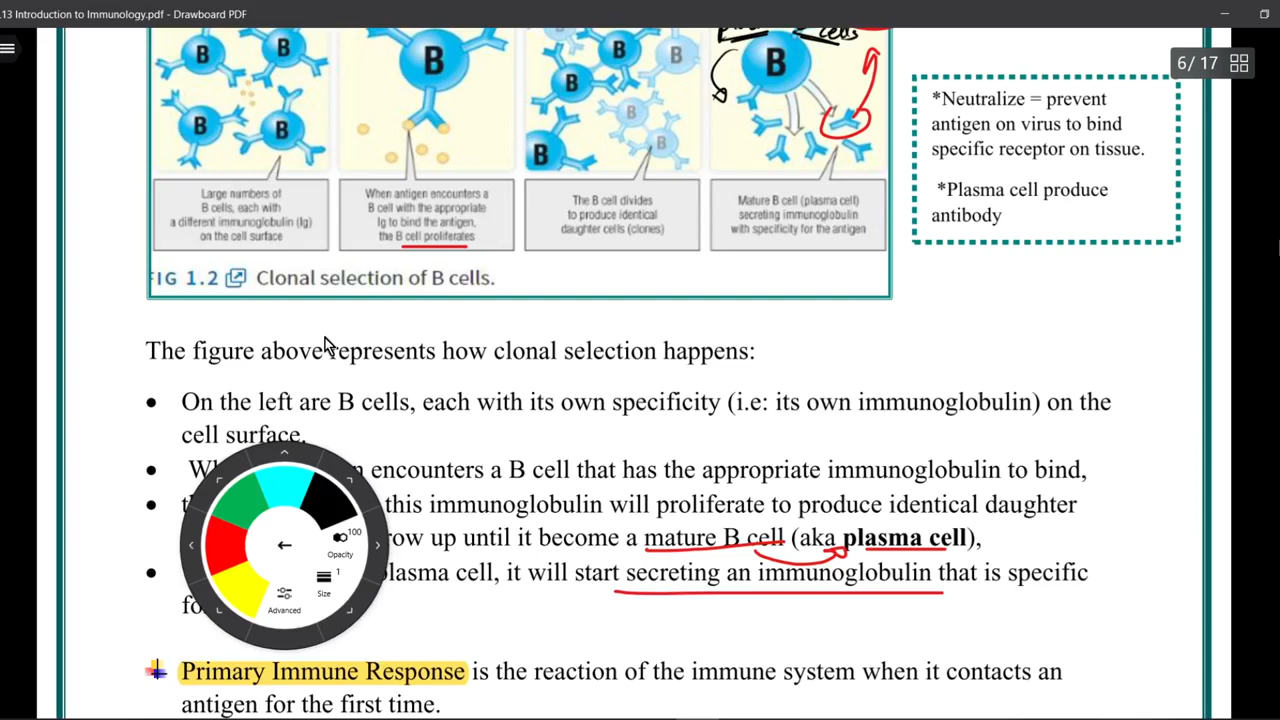 .13 Introduction to Immunology.pdf - Drawboard PDF
6/ 17
cells
B
B
B
B
B
B
B
B
B
B
B
B
B
Large numbers of
B cells, each with
a different immunoglobulin (Ig)
on the cell surface
When antigen encounters a
B cell with the appropriate
Ig to bind the antigen,
the B cell proliferates
The B cell divides
to produce identical
daughter cells (clones)
Mature B cell (plasma cell)
secreting immunoglobulin
with specificity for the antigen
*Neutralize = prevent
antigen on virus to bind
specific receptor on tissue.
*Plasma cell produce
antibody
IG 1.2 Clonal selection of B cells.
The figure above represents how clonal selection happens:
• On the left are B cells, each with its own specificity (i.e: its own immunoglobulin) on the
cell surface.
• encounters a B cell that has the appropriate immunoglobulin to bind,
• this immunoglobulin will proliferate to produce identical daughter
row up until it become a mature B cell (aka plasma cell),
• plasma cell, it will start secreting an immunoglobulin that is specific
fo
100
Opacity
1
Size
Advanced
Primary Immune Response is the reaction of the immune system when it contacts an
antigen for the first time.